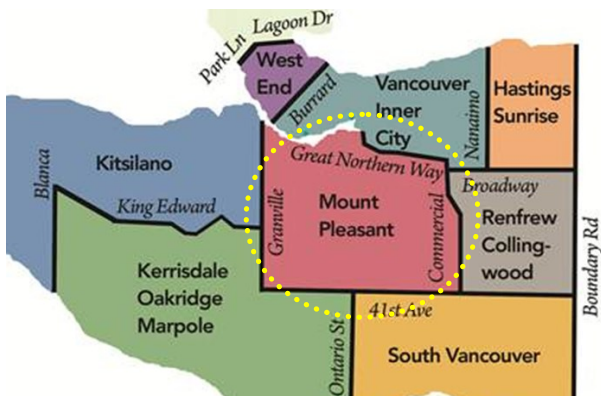 Lagoon Dr
Park Ln
West
End
Burrard
Vancouver
Inner
City
Nanaimo
Hastings
Sunrise
Blanca
Kitsilano
King Edward
Granville
Great Northern Way
Mount
Pleasant
Commercial
Broadway
Renfrew
Colling-
wood
Boundary Rd
Kerrisdale
Oakridge
Marpole
Ontario St
41st Ave
South Vancouver